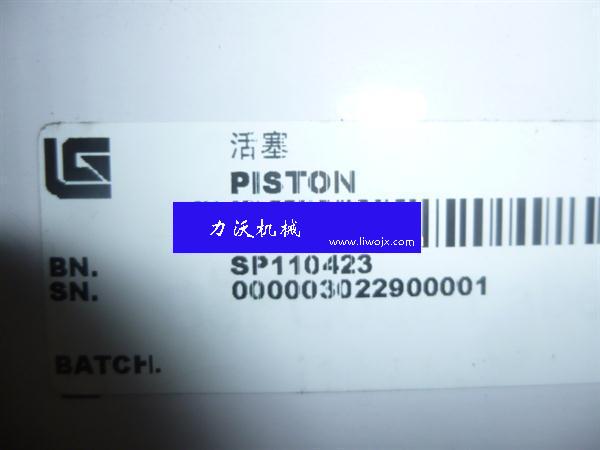 活塞
PISTON
力沃机械
www.liwojx.com
BN. SP110423
SN. 000003022900001
BATCH.